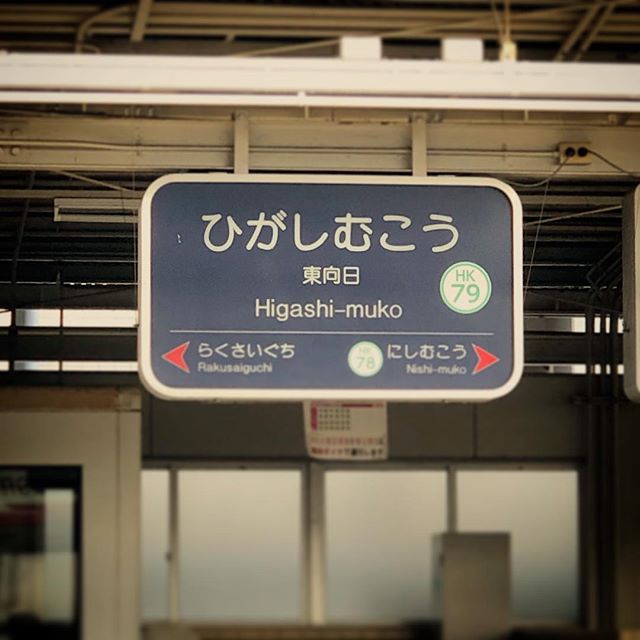 ひがしむこう
東向日
Higashi-muko
HK
79
らくさいぐち
Rakusaiguchi
HK
78
にしむこう
Nishi-muko